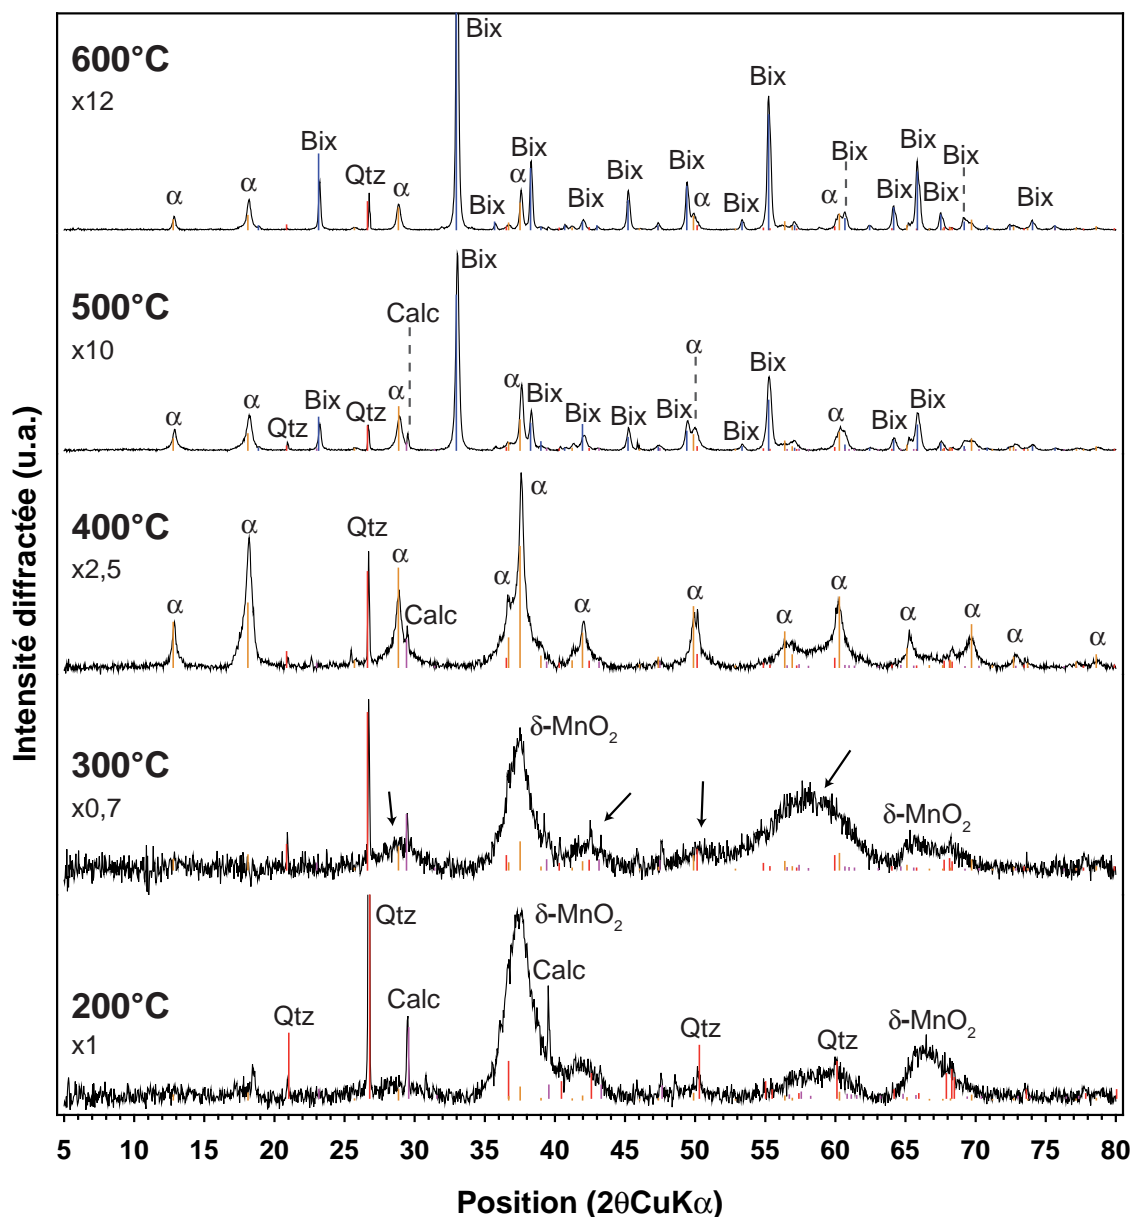 600°C
x12
Bix
Bix
Bix
Bix
Bix
Bix
Bix
Bix
Bix
Qtz
α
α
α
α
α
α
Bix
Bix
Bix
Bix
Bix
Bix
500°C
x10
Bix
Calc
α
Bix
α
α
α
α
Bix
Bix
Qtz
Qtz
Bix
Bix
Bix
Bix
α
Bix
Bix
400°C
x2,5
α
α
Qtz
α
α
α
Calc
α
α
α
α
α
α
α
α
300°C
x0,7
δ-MnO2
δ-MnO2
200°C
x1
Qtz
δ-MnO2
Calc
Qtz
Calc
Qtz
Qtz
δ-MnO2
Intensité diffractée (u.a.)
5 10 15 20 25 30 35 40 45 50 55 60 65 70 75 80
Position (2θCuKα)